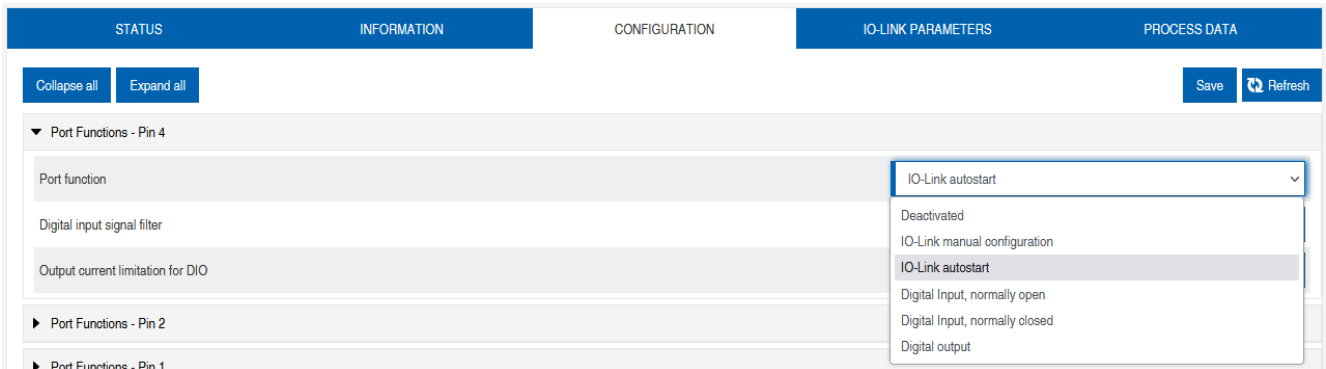 STATUS INFORMATION CONFIGURATION IO-LINK PARAMETERS PROCESS DATA
Collapse all Expand all Save Refresh
Port Functions - Pin 4
Port function IO-Link autostart
Deactivated
Digital input signal filter
IO-Link manual configuration
Output current limitation for DIO IO-Link autostart
Digital Input, normally open
Port Functions - Pin 2 Digital Input, normally closed
Digital output
Port Functions - Pin 1